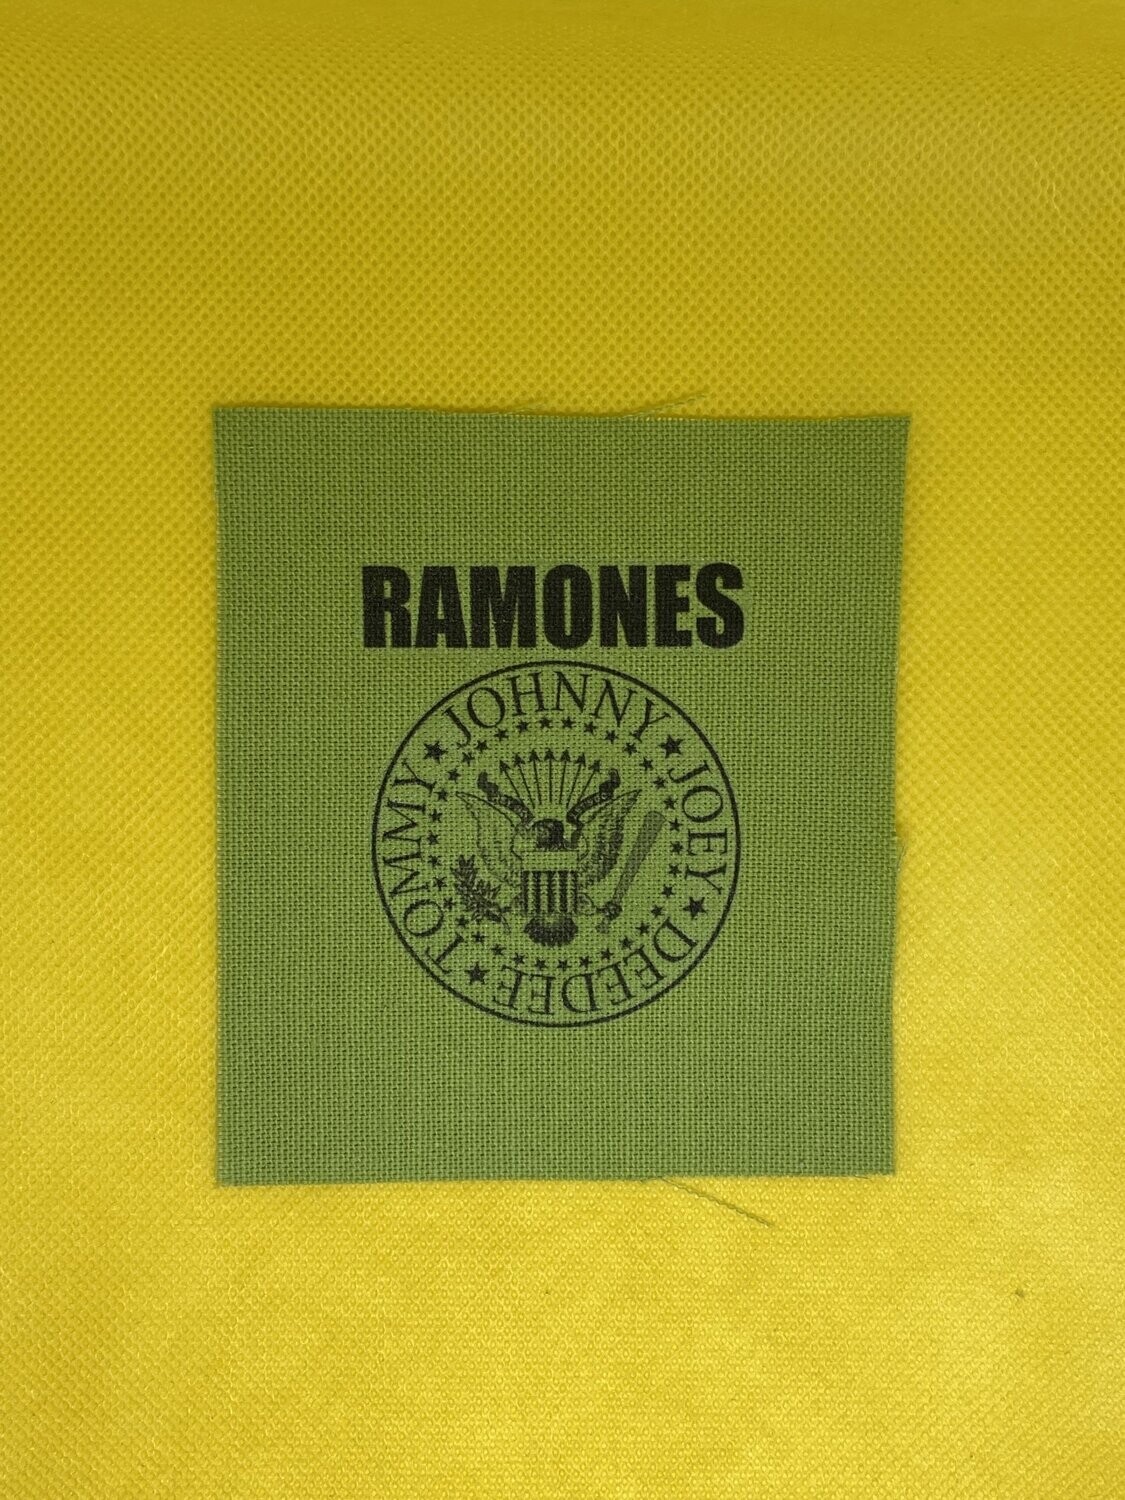 RAMONES
JOHNNY ★ JOEY ★ DEEDEE ★ TOMMY ★